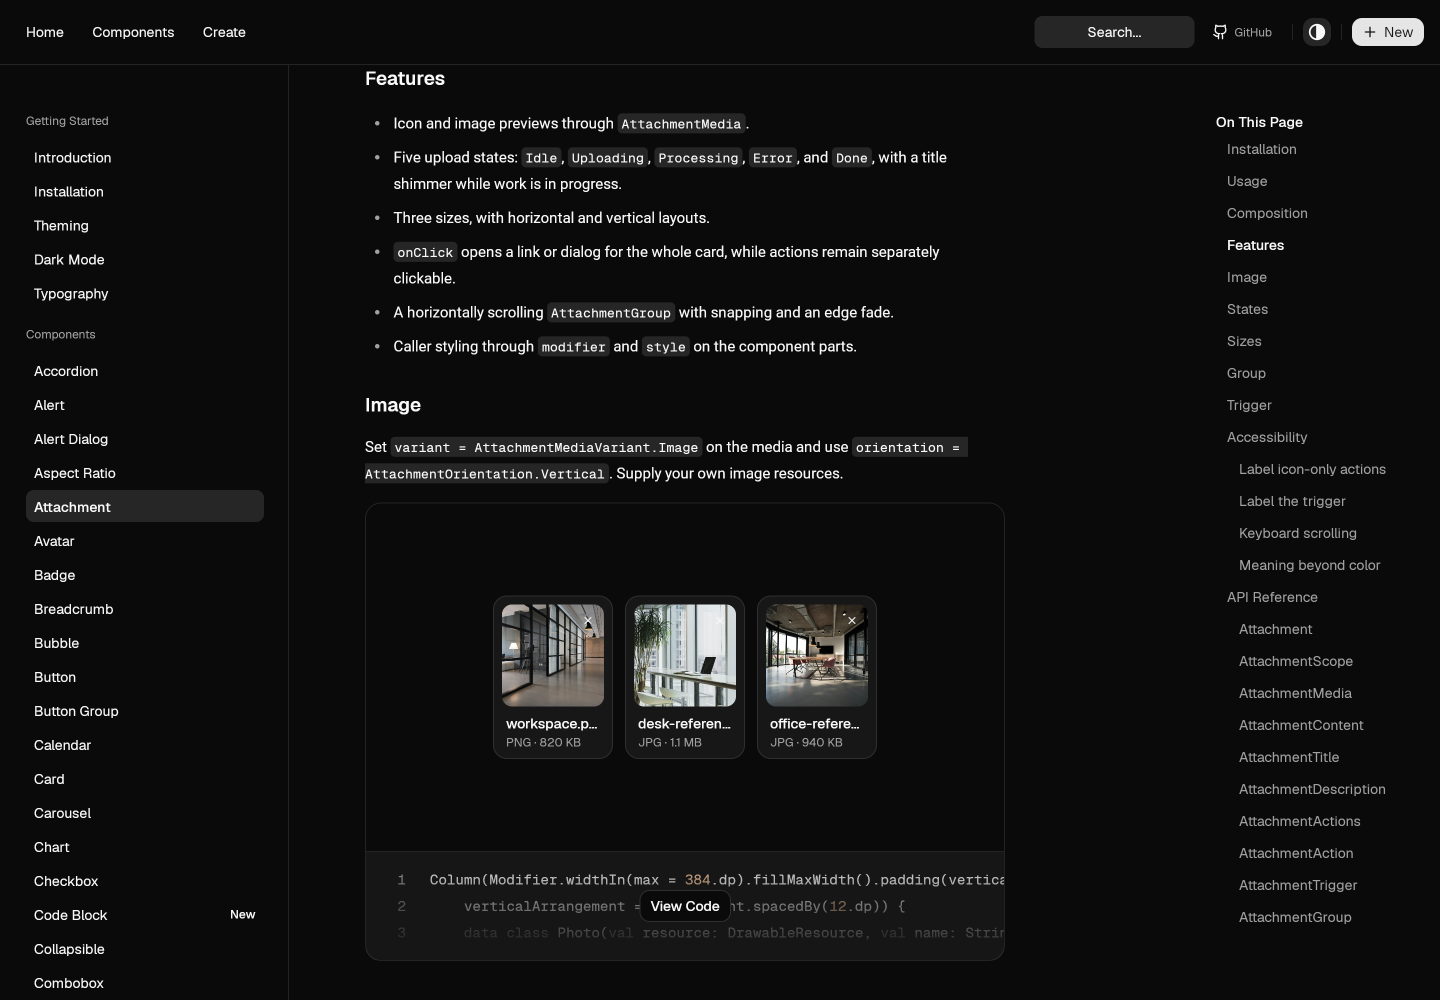 Home Components Create Search... GitHub New
Getting Started
Introduction
Installation
Theming
Dark Mode
Typography
Components
Accordion
Alert
Alert Dialog
Aspect Ratio
Attachment
Avatar
Badge
Breadcrumb
Bubble
Button
Button Group
Calendar
Card
Carousel
Chart
Checkbox
Code Block New
Collapsible
Combobox
Features
Icon and image previews through AttachmentMedia.
Five upload states: Idle, Uploading, Processing, Error, and Done, with a title
shimmer while work is in progress.
Three sizes, with horizontal and vertical layouts.
onClick opens a link or dialog for the whole card, while actions remain separately
clickable.
A horizontally scrolling AttachmentGroup with snapping and an edge fade.
Caller styling through modifier and style on the component parts.
Image
Set variant = AttachmentMediaVariant.Image on the media and use orientation =
AttachmentOrientation.Vertical. Supply your own image resources.
workspace.p...
PNG · 820 KB
desk-referen...
JPG · 1.1 MB
office-refere...
JPG · 940 KB
1 Column(Modifier.widthIn(max = 384.dp).fillMaxWidth().padding(vertica
2 verticalArrangement = nt.spacedBy(12.dp)) {
View Code
3 data class Photo(val resource: DrawableResource, val name: Strin
On This Page
Installation
Usage
Composition
Features
Image
States
Sizes
Group
Trigger
Accessibility
Label icon-only actions
Label the trigger
Keyboard scrolling
Meaning beyond color
API Reference
Attachment
AttachmentScope
AttachmentMedia
AttachmentContent
AttachmentTitle
AttachmentDescription
AttachmentActions
AttachmentAction
AttachmentTrigger
AttachmentGroup